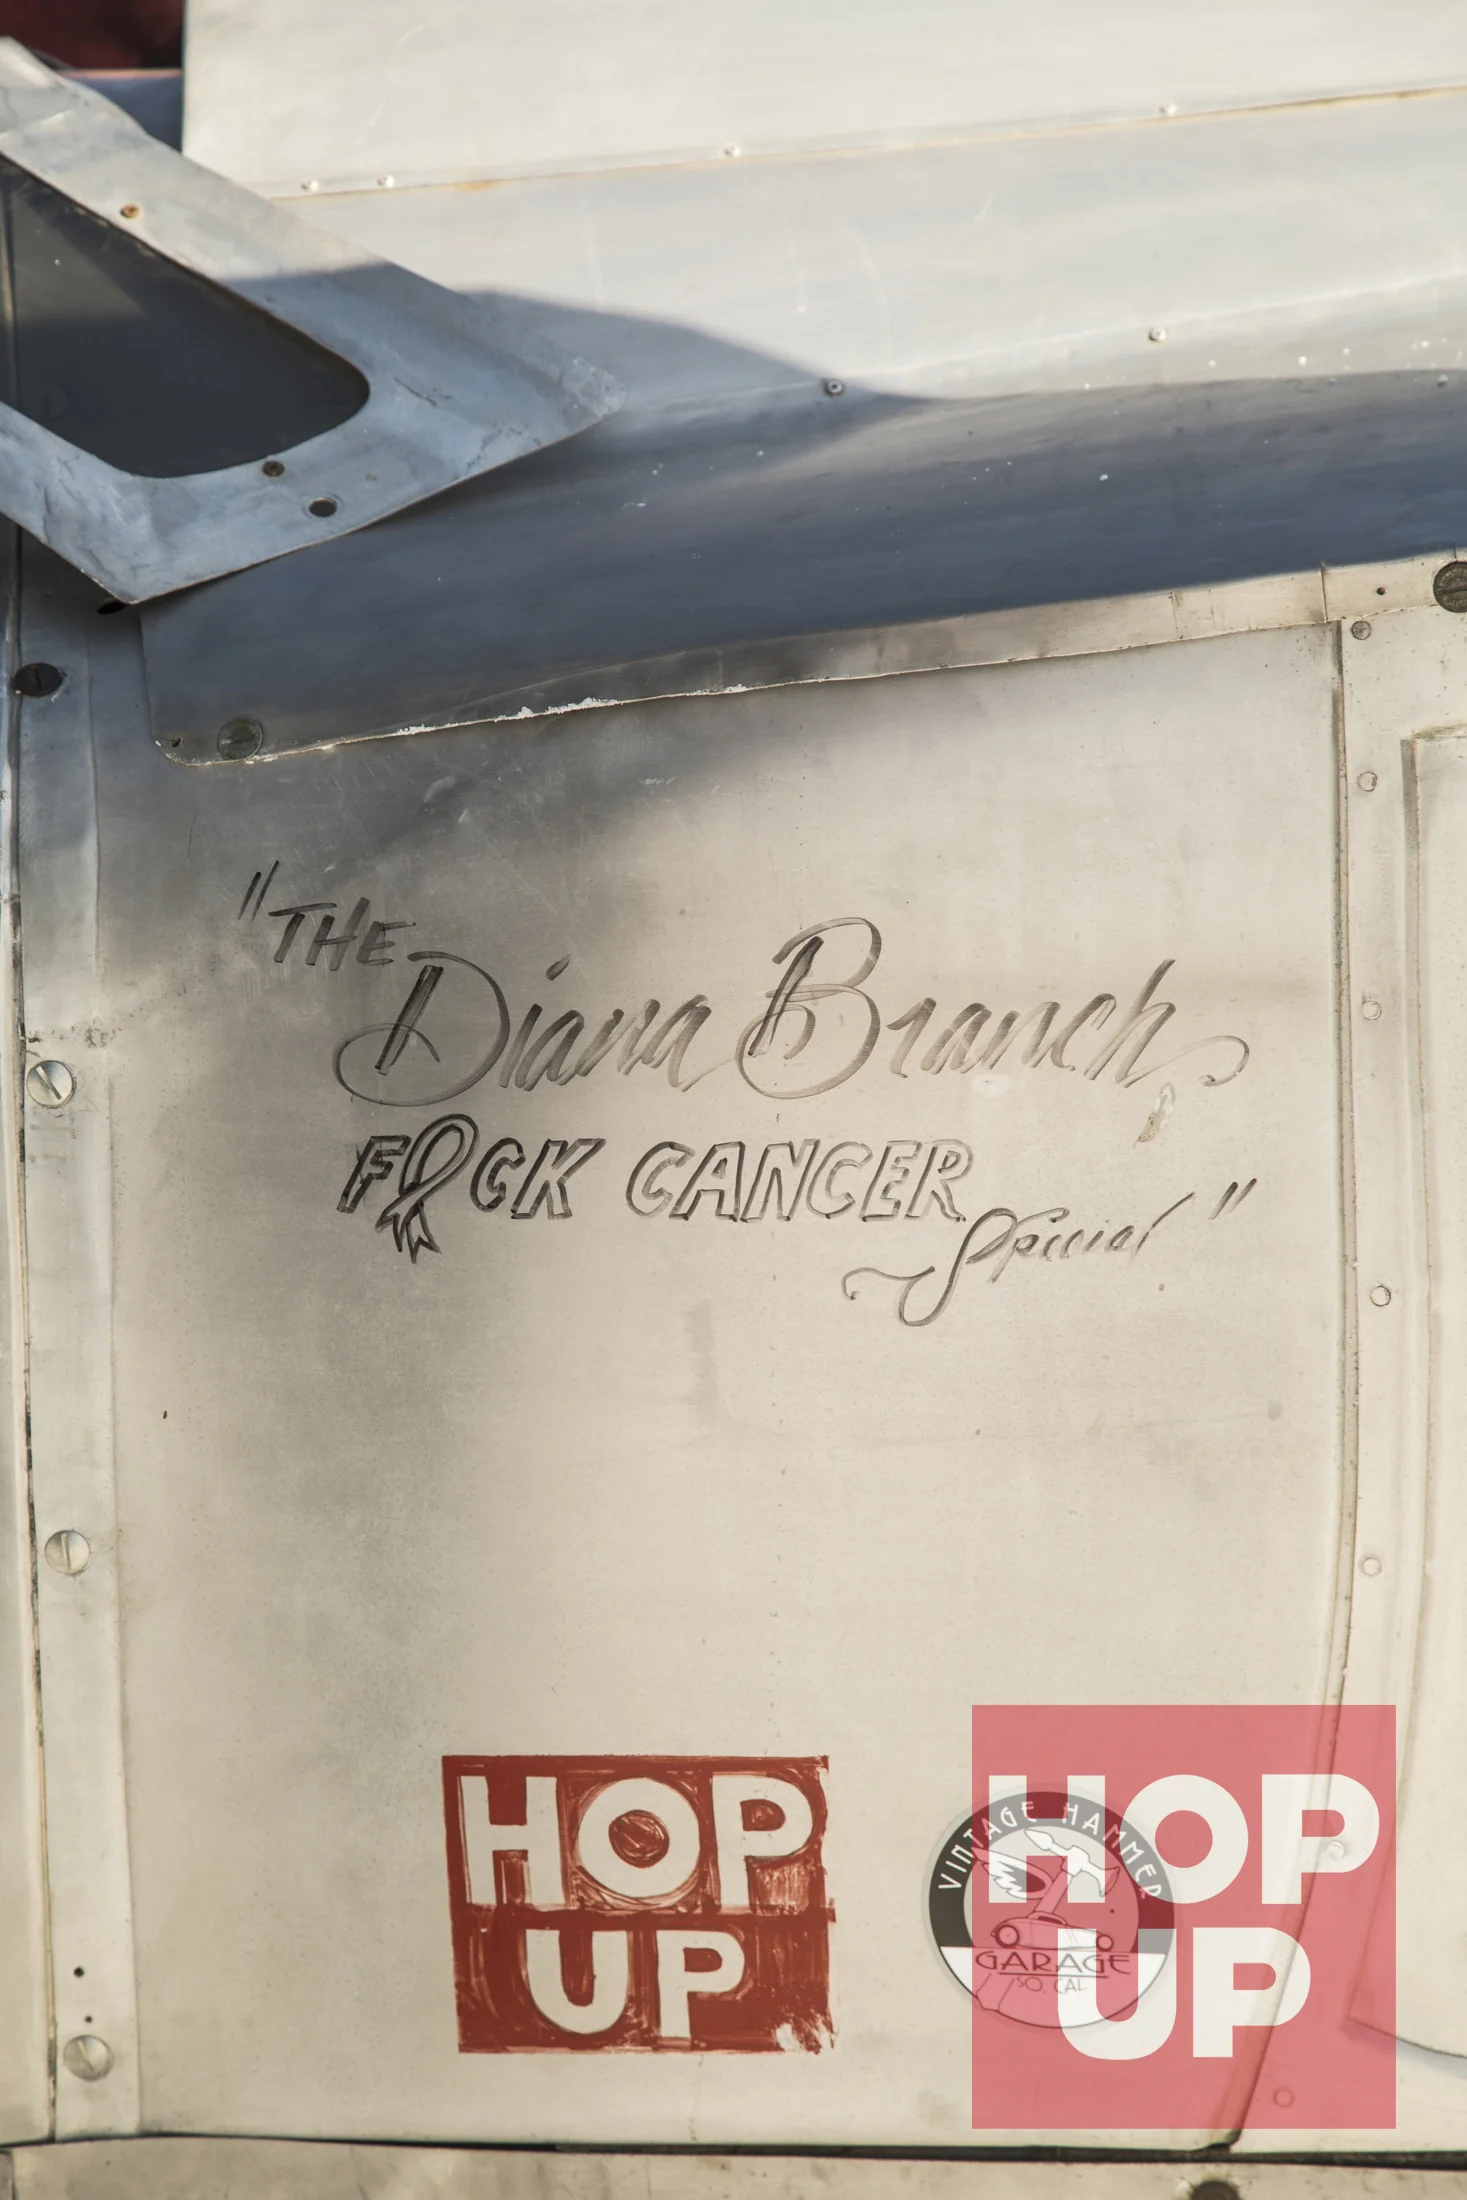 "THE
Diana Branch
F CK CANCER
Special"
HOP
UP
VINTAGE HAMMER
GARAGE
SO. CAL
HOP
UP